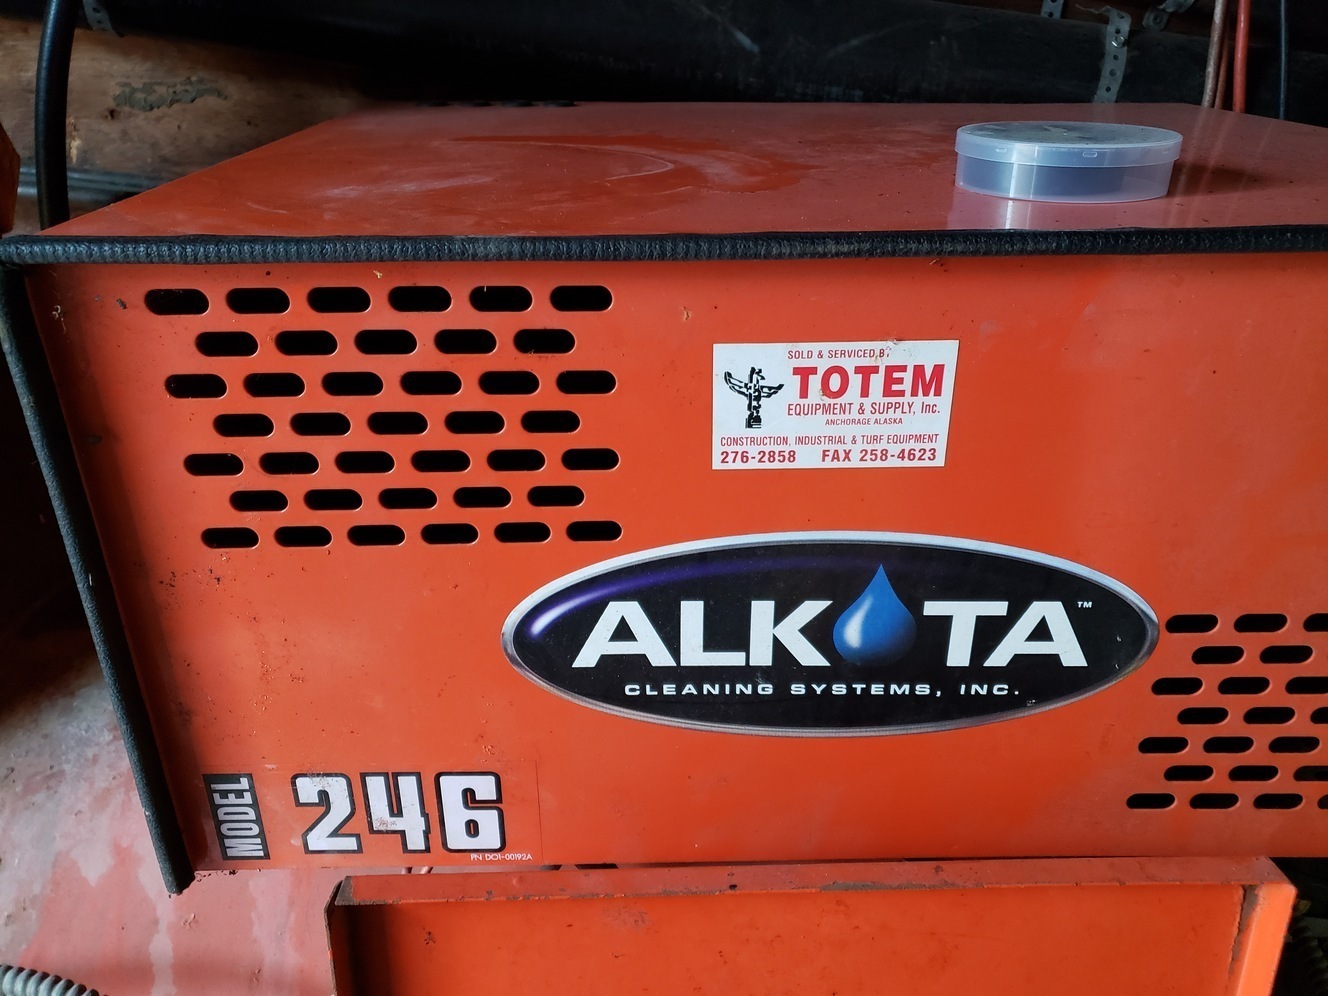 SOLD & SERVICED BY
TOTEM
EQUIPMENT & SUPPLY, Inc.
ANCHORAGE ALASKA
CONSTRUCTION, INDUSTRIAL & TURF EQUIPMENT
276-2858 FAX 258-4623
ALKOTA™
CLEANING SYSTEMS, INC.
MODEL 246
PN DO1-00192A